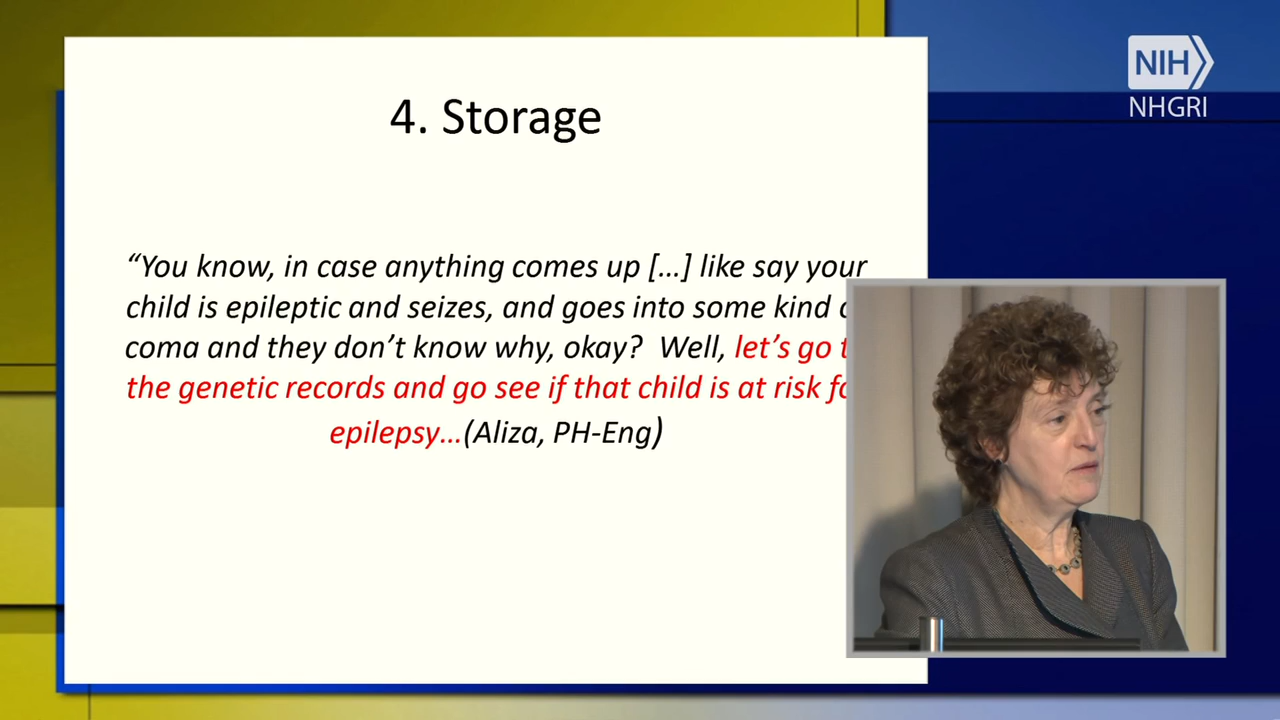 4. Storage
“You know, in case anything comes up […] like say your
child is epileptic and seizes, and goes into some kind
coma and they don’t know why, okay?  Well, let’s go
the genetic records and go see if that child is at risk
epilepsy…(Aliza, PH-Eng)
NIH
NHGRI